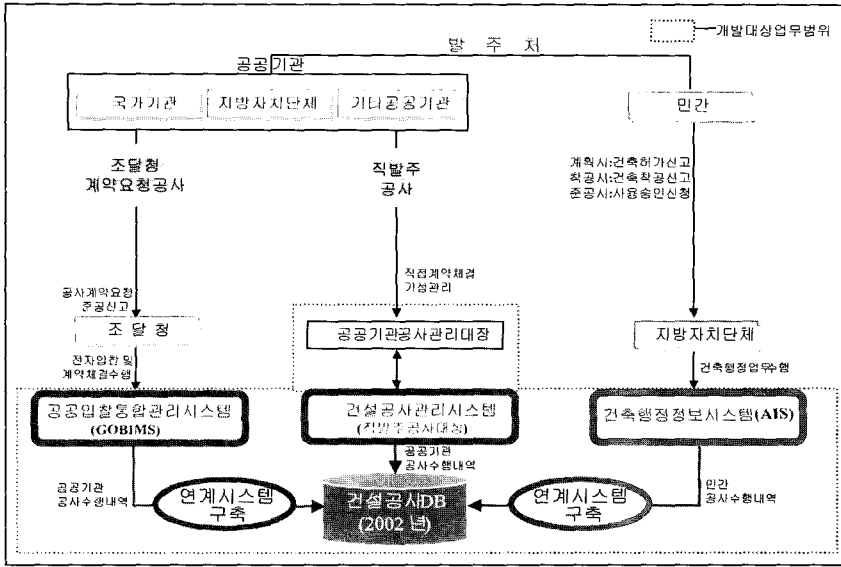 발 주 처
개발대상업무범위
공공기관
국가기관
지방자치단체
기타공공기관
민간
조달청
계약요청공사
직발주
공사
계획시:건축허가신고
착공시:건축착공신고
준공시:사용승인신청
공사계약요청
준공신고
직접계약체결
기성관리
조 달 청
공공기관공사관리대장
지방자치단체
전자입찰 및
계약체결수행
건축행정업무수행
공공입찰통합관리시스템
(GOBIMS)
건설공사관리시스템
(직발주공사대상)
건축행정정보시스템(AIS)
공공기관
공사수행내역
공공기관
공사수행내역
민간
공사수행내역
연계시스템
구축
건설공사DB
(2002 년)
연계시스템
구축